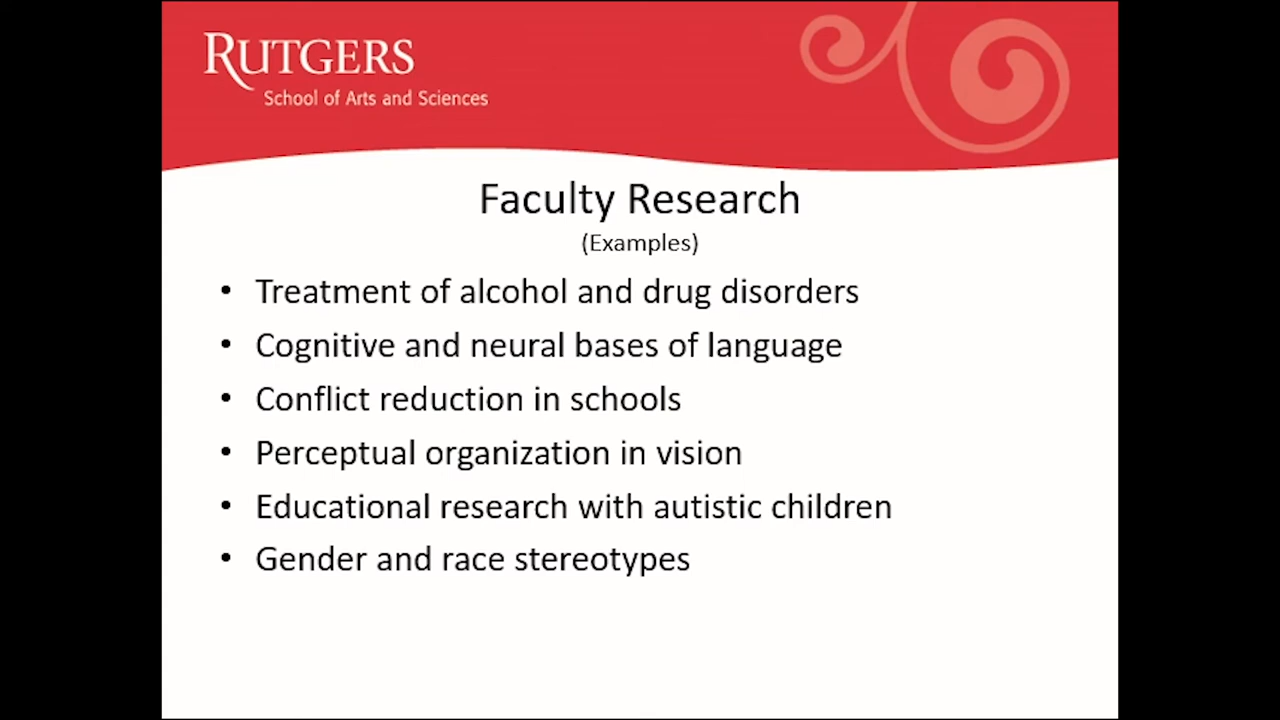 RUTGERS
School of Arts and Sciences
Faculty Research
(Examples)
• Treatment of alcohol and drug disorders
• Cognitive and neural bases of language
• Conflict reduction in schools
• Perceptual organization in vision
• Educational research with autistic children
• Gender and race stereotypes